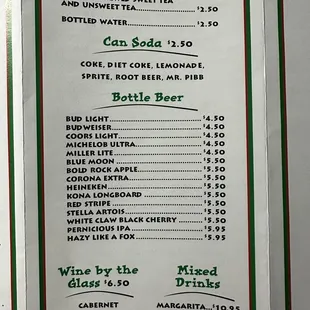 AND UNSWEET TEA $2.50
BOTTLED WATER $2.50
Can Soda $2.50
COKE, DIET COKE, LEMONADE,
SPRITE, ROOT BEER, MR. PIBB
Bottle Beer
BUD LIGHT $4.50
BUDWEISER $4.50
COORS LIGHT $4.50
MICHELOB ULTRA $4.50
MILLER LITE $4.50
BLUE MOON $5.50
BOLD ROCK APPLE $5.50
CORONA EXTRA $5.50
HEINEKEN $5.50
KONA LONGBOARD $5.50
RED STRIPE $5.50
STELLA ARTOIS $5.50
WHITE CLAW BLACK CHERRY $5.50
PERNICIOUS IPA $5.95
HAZY LIKE A FOX $5.95
Wine by the
Glass $6.50
CABERNET
Mixed
Drinks
MARGARITA $10.95